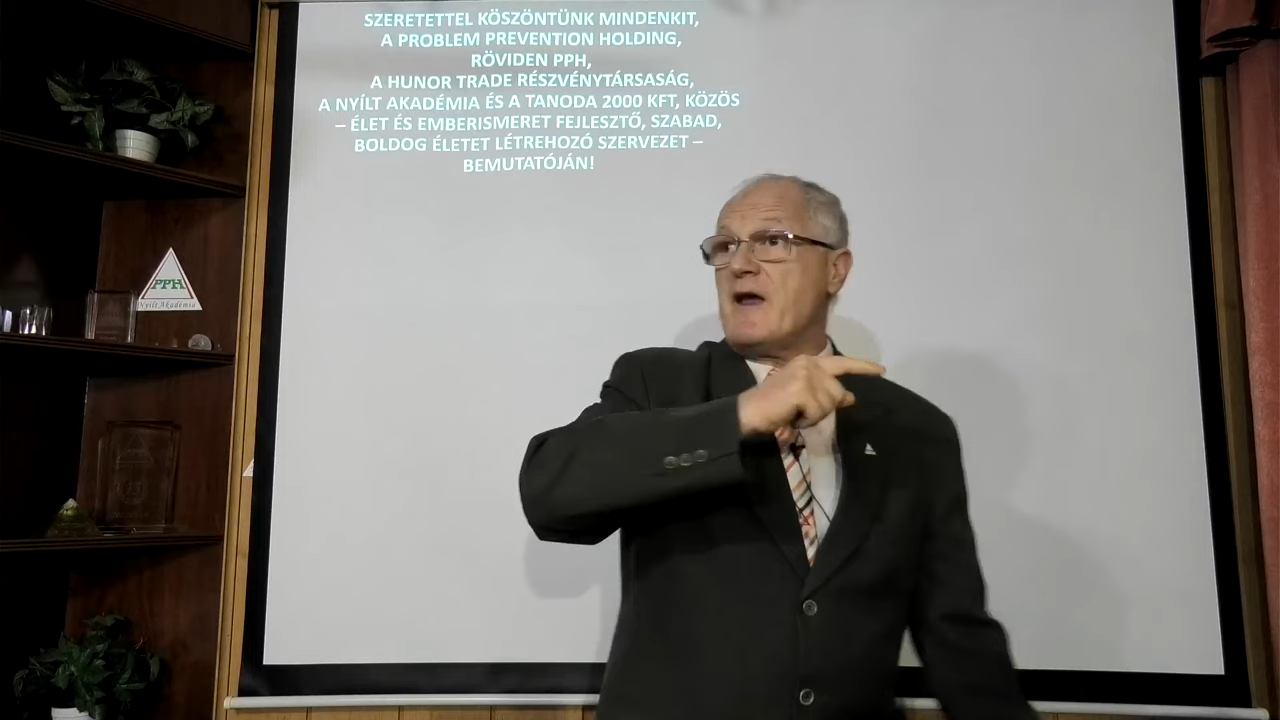 SZERETETTEL KÖSZÖNTÜNK MINDENKIT,
A PROBLEM PREVENTION HOLDING,
RÖVIDEN PPH,
A HUNOR TRADE RÉSZVÉNYTÁRSASÁG,
A NYÍLT AKADÉMIA ÉS A TANODA 2000 KFT, KÖZÖS
– ÉLET ÉS EMBERISMERET FEJLESZTŐ, SZABAD,
BOLDOG ÉLETET LÉTREHOZÓ SZERVEZET –
BEMUTATÓJÁN!
PPH
Nyílt Akadémia